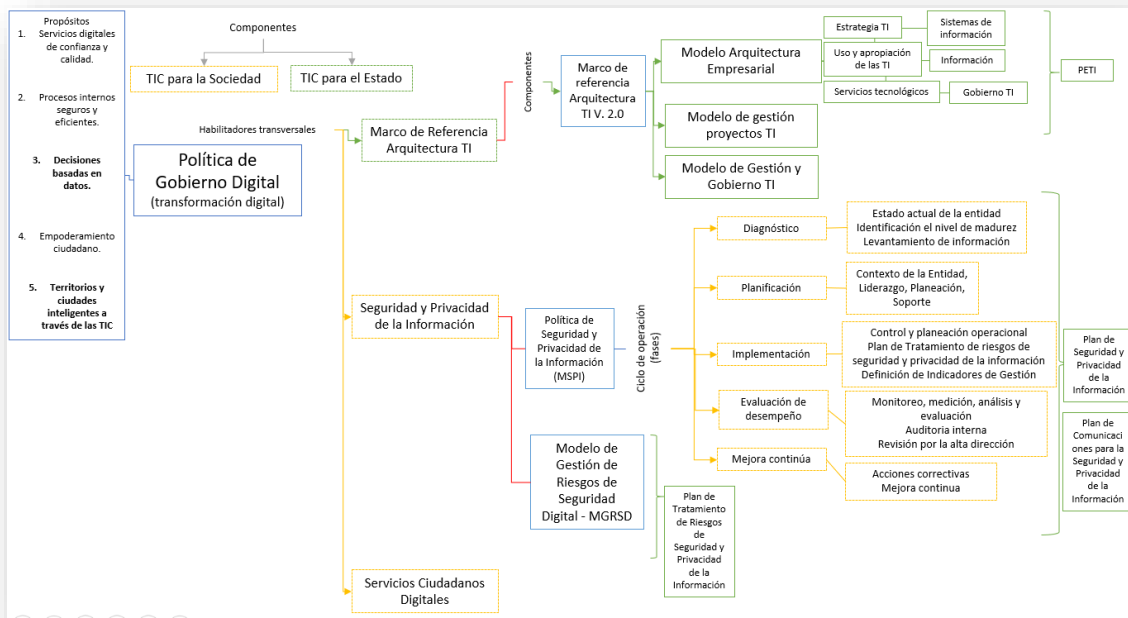 Propósitos
1. Servicios digitales
de confianza y
calidad.
2. Procesos internos
seguros y
eficientes.
3. Decisiones
basadas en
datos.
4. Empoderamiento
ciudadano.
5. Territorios y
ciudades
inteligentes a
través de las TIC
Componentes
TIC para la Sociedad
TIC para el Estado
Habilitadores transversales
Política de
Gobierno Digital
(transformación digital)
Marco de Referencia
Arquitectura TI
Componentes
Marco de
referencia
Arquitectura
TI V. 2.0
Modelo Arquitectura
Empresarial
Modelo de gestión
proyectos TI
Modelo de Gestión y
Gobierno TI
Estrategia TI
Uso y apropiación
de las TI
Servicios tecnológicos
Sistemas de
información
Información
Gobierno TI
PETI
Seguridad y Privacidad
de la Información
Política de
Seguridad y
Privacidad de
la Información
(MSPI)
Ciclo de operación
(fases)
Diagnóstico
Estado actual de la entidad
Identificación el nivel de madurez
Levantamiento de información
Planificación
Contexto de la Entidad,
Liderazgo, Planeación,
Soporte
Implementación
Control y planeación operacional
Plan de Tratamiento de riesgos de
seguridad y privacidad de la información
Definición de Indicadores de Gestión
Evaluación de
desempeño
Monitoreo, medición, análisis y
evaluación
Auditoria interna
Revisión por la alta dirección
Mejora continúa
Acciones correctivas
Mejora continua
Plan de
Seguridad y
Privacidad
de la
Información
Plan de
Comunicaci
ones para la
Seguridad y
Privacidad
de la
Información
Modelo de
Gestión de
Riesgos de
Seguridad
Digital - MGRSD
Plan de
Tratamiento
de Riesgos
de
Seguridad y
Privacidad
de la
Información
Servicios Ciudadanos
Digitales